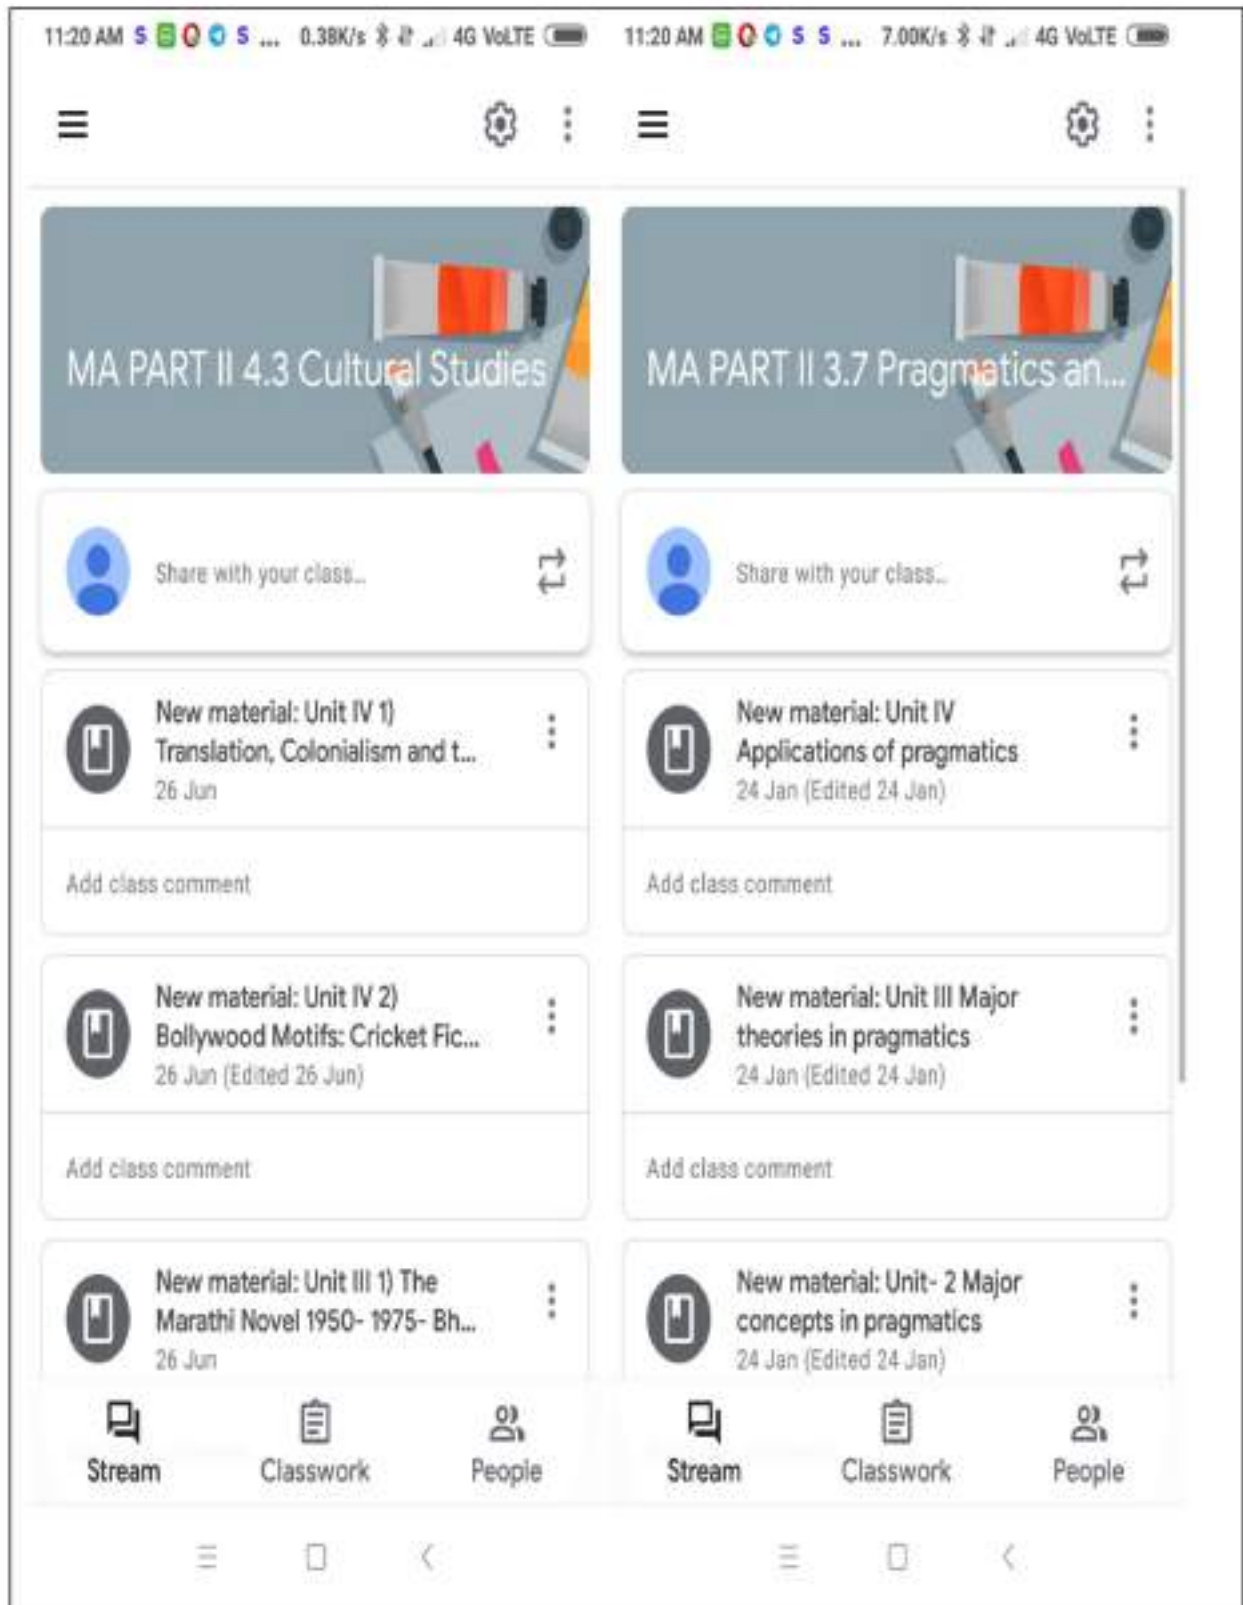 11:20 AM S S ... 0.38K/s 4G VoLTE
MA PART II 4.3 Cultural Studies
Share with your class...
New material: Unit IV 1)
Translation, Colonialism and t...
26 Jun
Add class comment
New material: Unit IV 2)
Bollywood Motifs: Cricket Fic...
26 Jun (Edited 26 Jun)
Add class comment
New material: Unit III 1) The
Marathi Novel 1950- 1975- Bh...
26 Jun
Stream Classwork People
11:20 AM S S ... 7.00K/s 4G VoLTE
MA PART II 3.7 Pragmatics an...
Share with your class...
New material: Unit IV
Applications of pragmatics
24 Jan (Edited 24 Jan)
Add class comment
New material: Unit III Major
theories in pragmatics
24 Jan (Edited 24 Jan)
Add class comment
New material: Unit- 2 Major
concepts in pragmatics
24 Jan (Edited 24 Jan)
Stream Classwork People